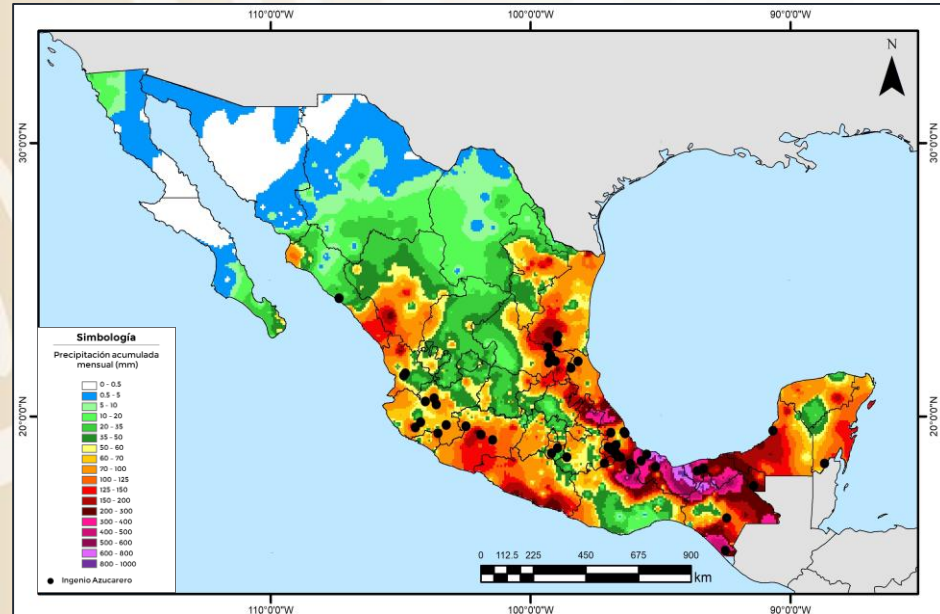 110°0'0"W 100°0'0"W 90°0'0"W
N
30°0'0"N 30°0'0"N
20°0'0"N 20°0'0"N
Simbología
Precipitación acumulada
mensual (mm)
0 - 0.5
0.5 - 5
5 - 10
10 - 20
20 - 35
35 - 50
50 - 60
60 - 70
70 - 100
100 - 125
125 - 150
150 - 200
200 - 300
300 - 400
400 - 500
500 - 600
600 - 800
800 - 1000
Ingenio Azucarero
0 112.5 225 450 675 900
km
110°0'0"W 100°0'0"W 90°0'0"W